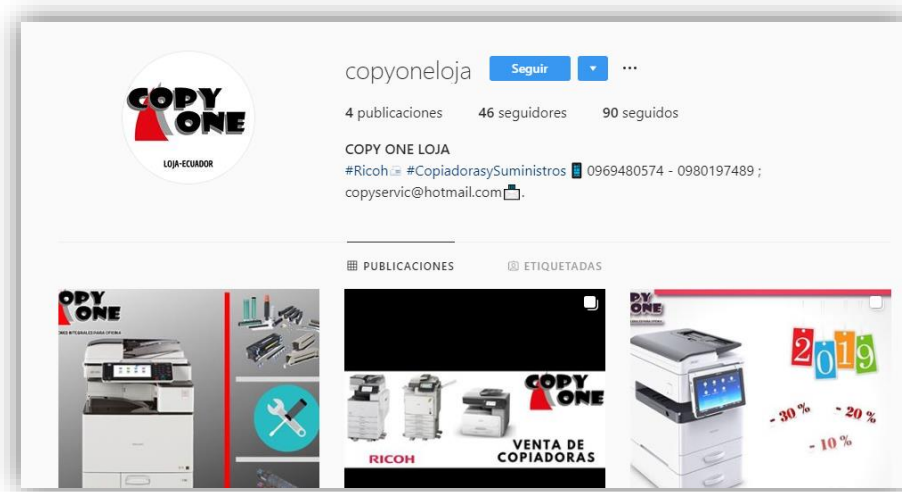 COPY
ONE
LOJA-ECUADOR
copyoneloja Seguir
4 publicaciones 46 seguidores 90 seguidos
COPY ONE LOJA
#Ricoh #CopiadorasySuministros 0969480574 - 0980197489 ;
copyservic@hotmail.com.
PUBLICACIONES ETIQUETADAS
OPY
ONE
PY
ONE
2019
- 30 % - 20 %
- 10 %
COPY
ONE
RICOH
VENTA DE
COPIADORAS